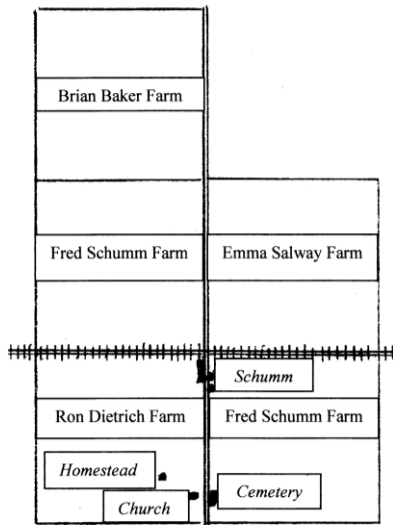 Brian Baker Farm
Fred Schumm Farm
Emma Salway Farm
Schumm
Ron Dietrich Farm
Fred Schumm Farm
Homestead
Church
Cemetery